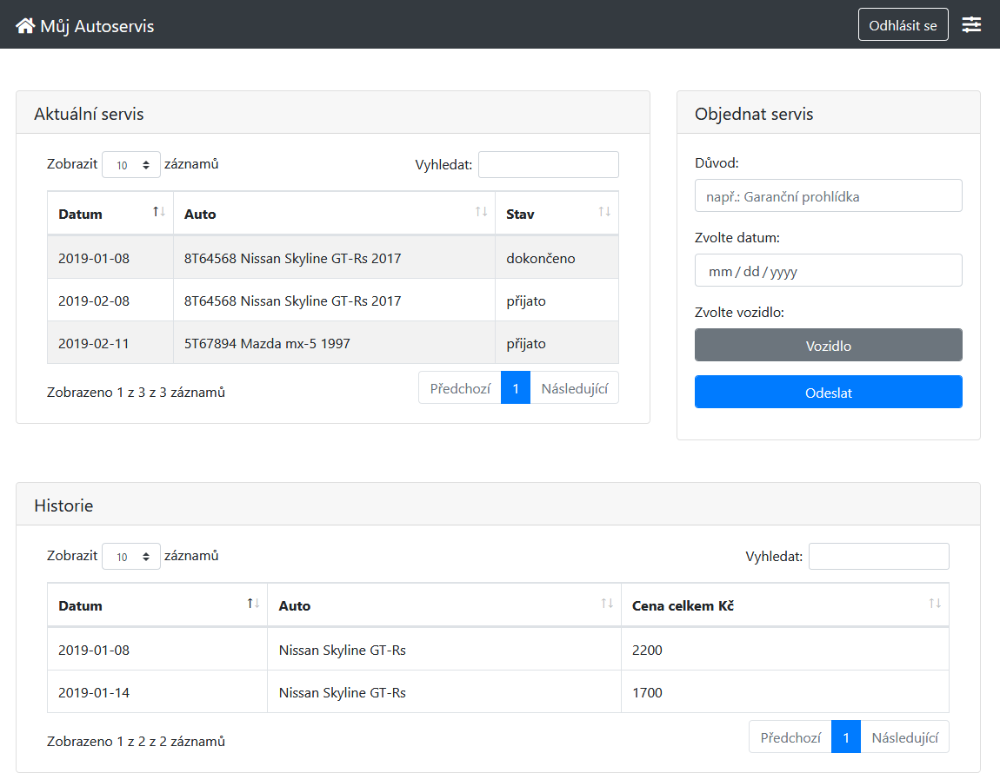 Můj Autoservis
Odhlásit se
Aktuální servis
Zobrazit 10 záznamů
Vyhledat:
Datum Auto Stav
2019-01-08 8T64568 Nissan Skyline GT-Rs 2017 dokončeno
2019-02-08 8T64568 Nissan Skyline GT-Rs 2017 přijato
2019-02-11 5T67894 Mazda mx-5 1997 přijato
Zobrazeno 1 z 3 z 3 záznamů
Předchozí 1 Následující
Objednat servis
Důvod:
např.: Garanční prohlídka
Zvolte datum:
mm / dd / yyyy
Zvolte vozidlo:
Vozidlo
Odeslat
Historie
Zobrazit 10 záznamů
Vyhledat:
Datum Auto Cena celkem Kč
2019-01-08 Nissan Skyline GT-Rs 2200
2019-01-14 Nissan Skyline GT-Rs 1700
Zobrazeno 1 z 2 z 2 záznamů
Předchozí 1 Následující